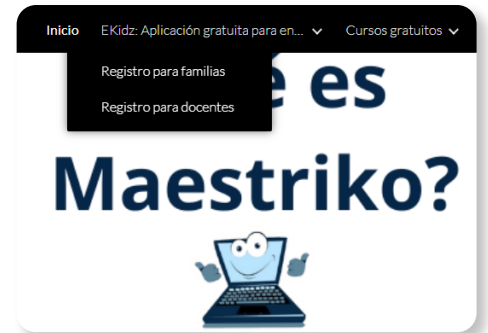 Inicio EKidz: Aplicación gratuita para en... Cursos gratuitos
Registro para familias
Registro para docentes
é es
Maestriko?